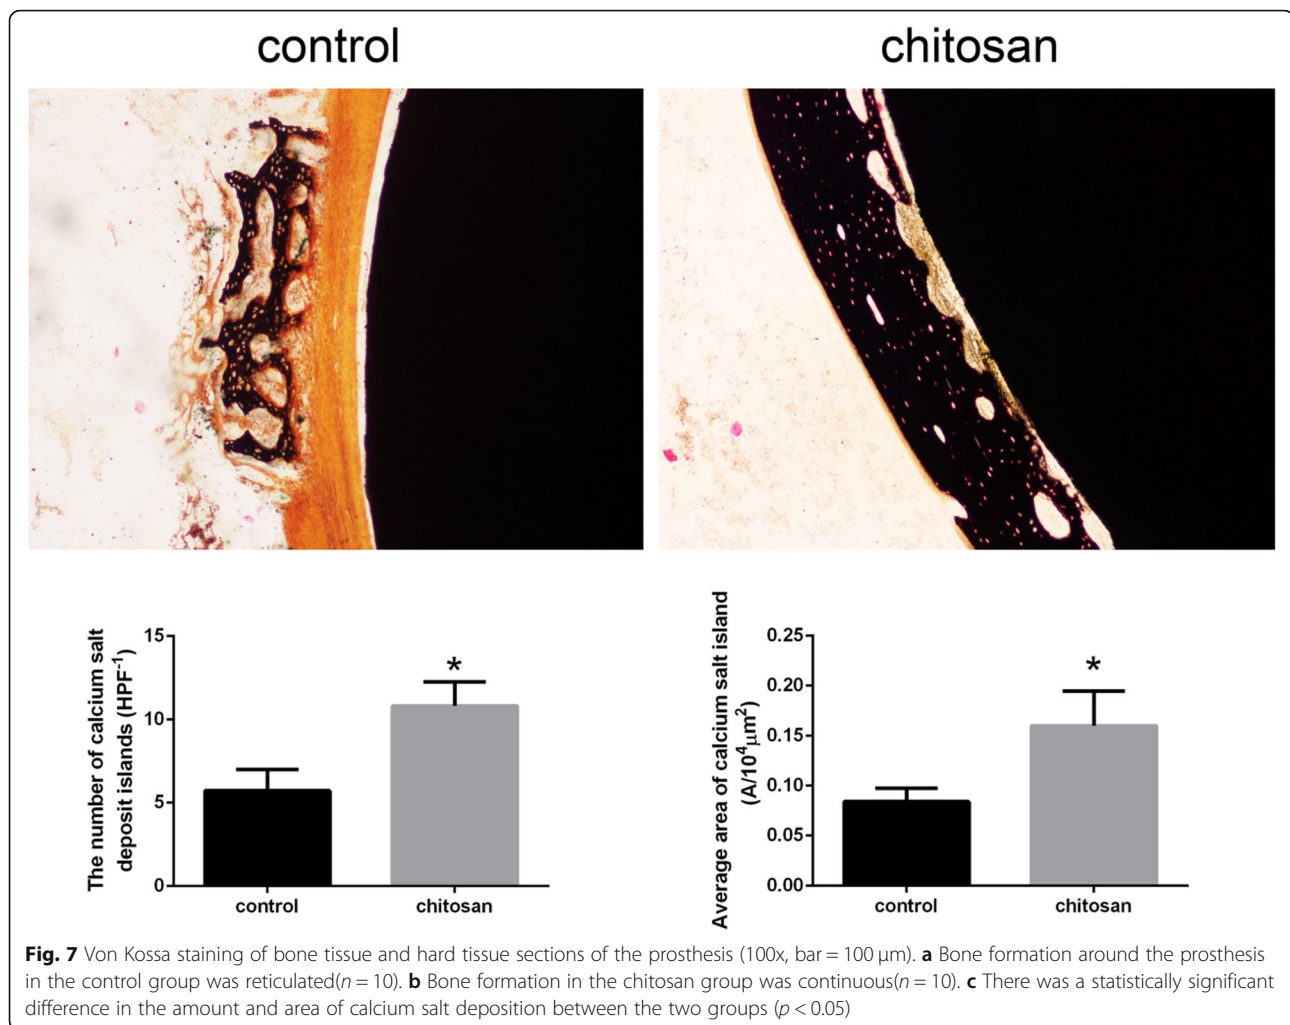 control
chitosan
The number of calcium salt
deposit islands (HPF⁻¹)
15
10
5
0
*
control
chitosan
Average area of calcium salt island
(A/10⁴μm²)
0.25
0.20
0.15
0.10
0.05
0.00
*
control
chitosan
Fig. 7 Von Kossa staining of bone tissue and hard tissue sections of the prosthesis (100x, bar = 100 μm). a Bone formation around the prosthesis
in the control group was reticulated(n = 10). b Bone formation in the chitosan group was continuous(n = 10). c There was a statistically significant
difference in the amount and area of calcium salt deposition between the two groups (p < 0.05)